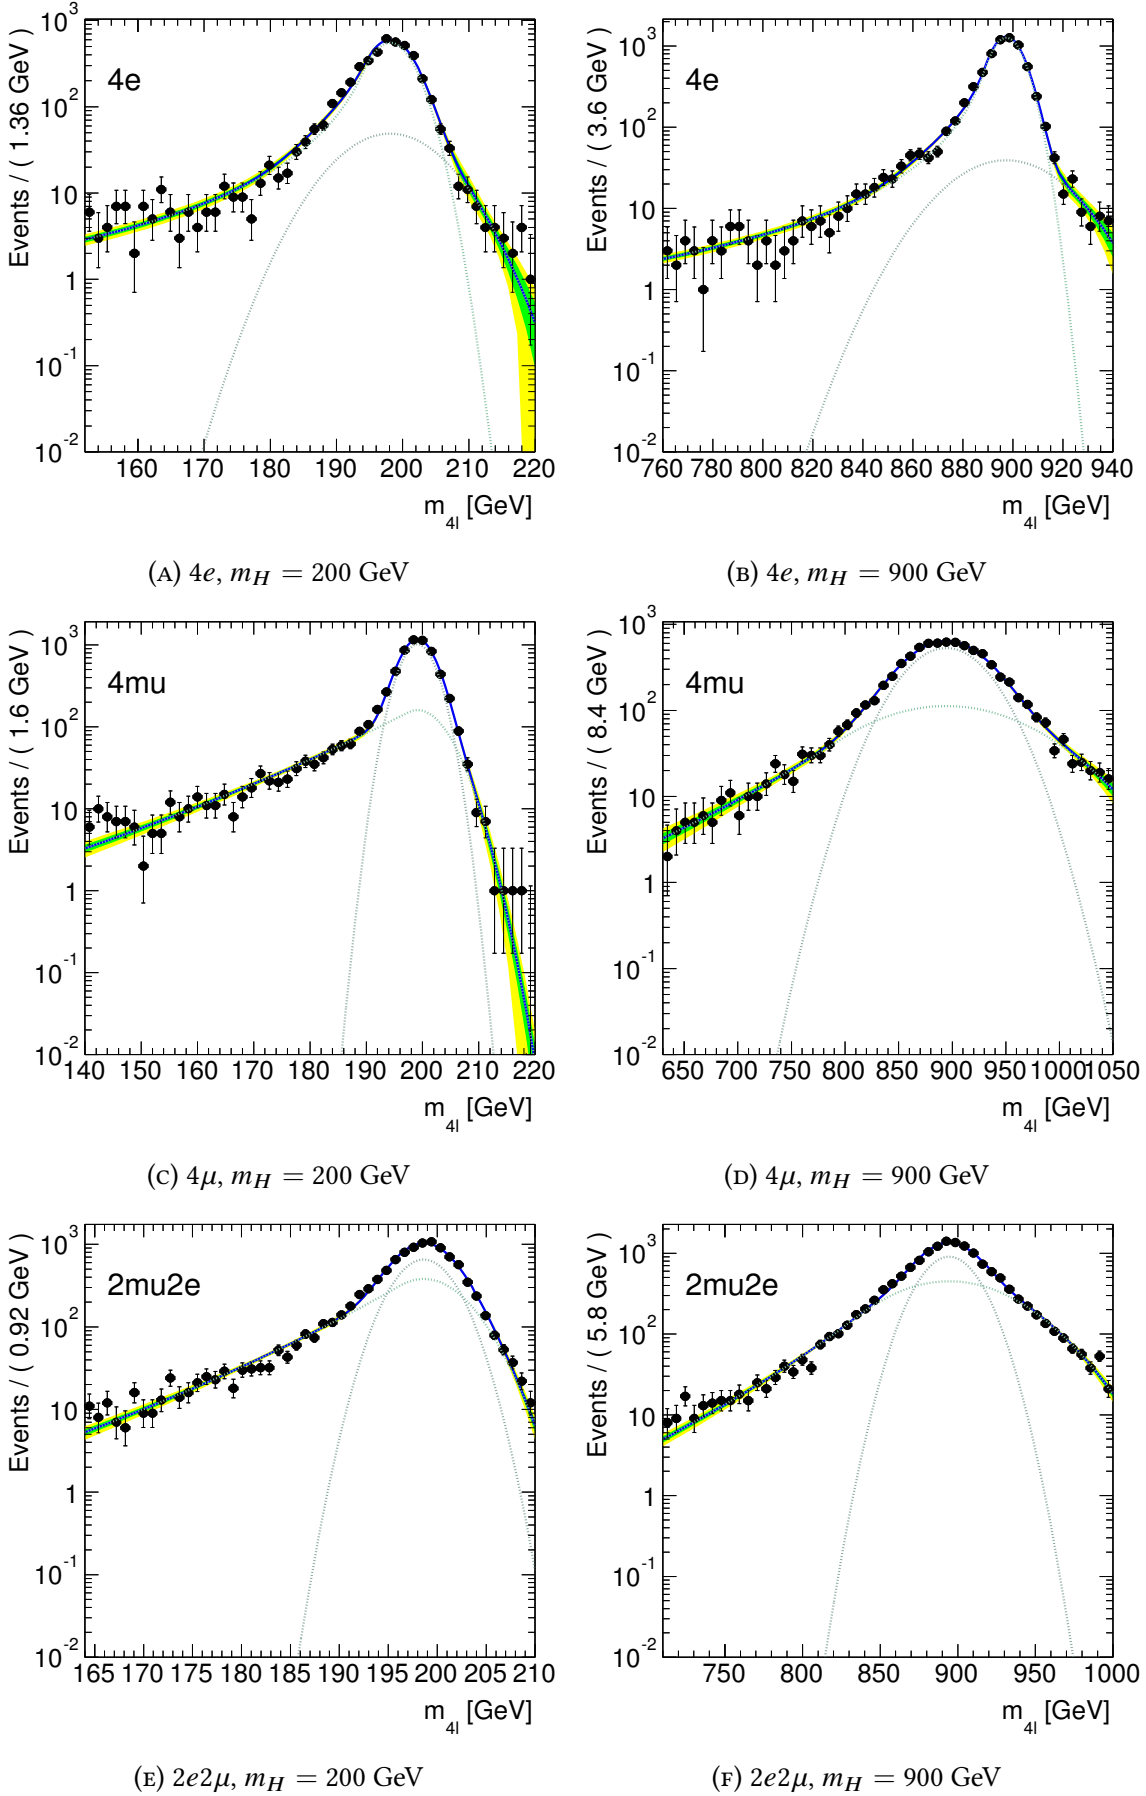 4e
Events / ( 1.36 GeV )
10^3
10^2
10
1
10^-1
10^-2
160 170 180 190 200 210 220
m_4l [GeV]
(A) 4e, m_H = 200 GeV
4e
Events / ( 3.6 GeV )
10^3
10^2
10
1
10^-1
10^-2
760 780 800 820 840 860 880 900 920 940
m_4l [GeV]
(B) 4e, m_H = 900 GeV
4mu
Events / ( 1.6 GeV )
10^3
10^2
10
1
10^-1
10^-2
140 150 160 170 180 190 200 210 220
m_4l [GeV]
(C) 4μ, m_H = 200 GeV
4mu
Events / ( 8.4 GeV )
10^3
10^2
10
1
10^-1
10^-2
650 700 750 800 850 900 950 1000 1050
m_4l [GeV]
(D) 4μ, m_H = 900 GeV
2mu2e
Events / ( 0.92 GeV )
10^3
10^2
10
1
10^-1
10^-2
165 170 175 180 185 190 195 200 205 210
m_4l [GeV]
(E) 2e2μ, m_H = 200 GeV
2mu2e
Events / ( 5.8 GeV )
10^3
10^2
10
1
10^-1
10^-2
750 800 850 900 950 1000
m_4l [GeV]
(F) 2e2μ, m_H = 900 GeV